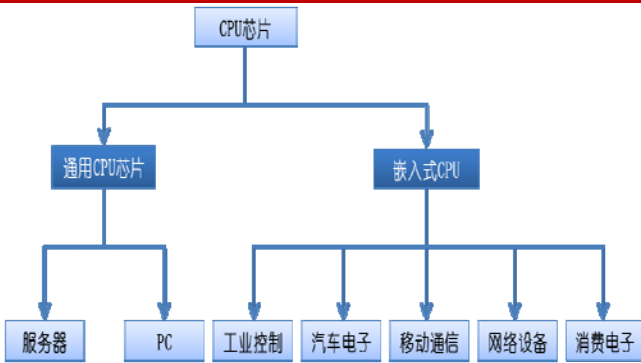 CPU芯片
通用CPU芯片
嵌入式CPU
服务器
PC
工业控制
汽车电子
移动通信
网络设备
消费电子